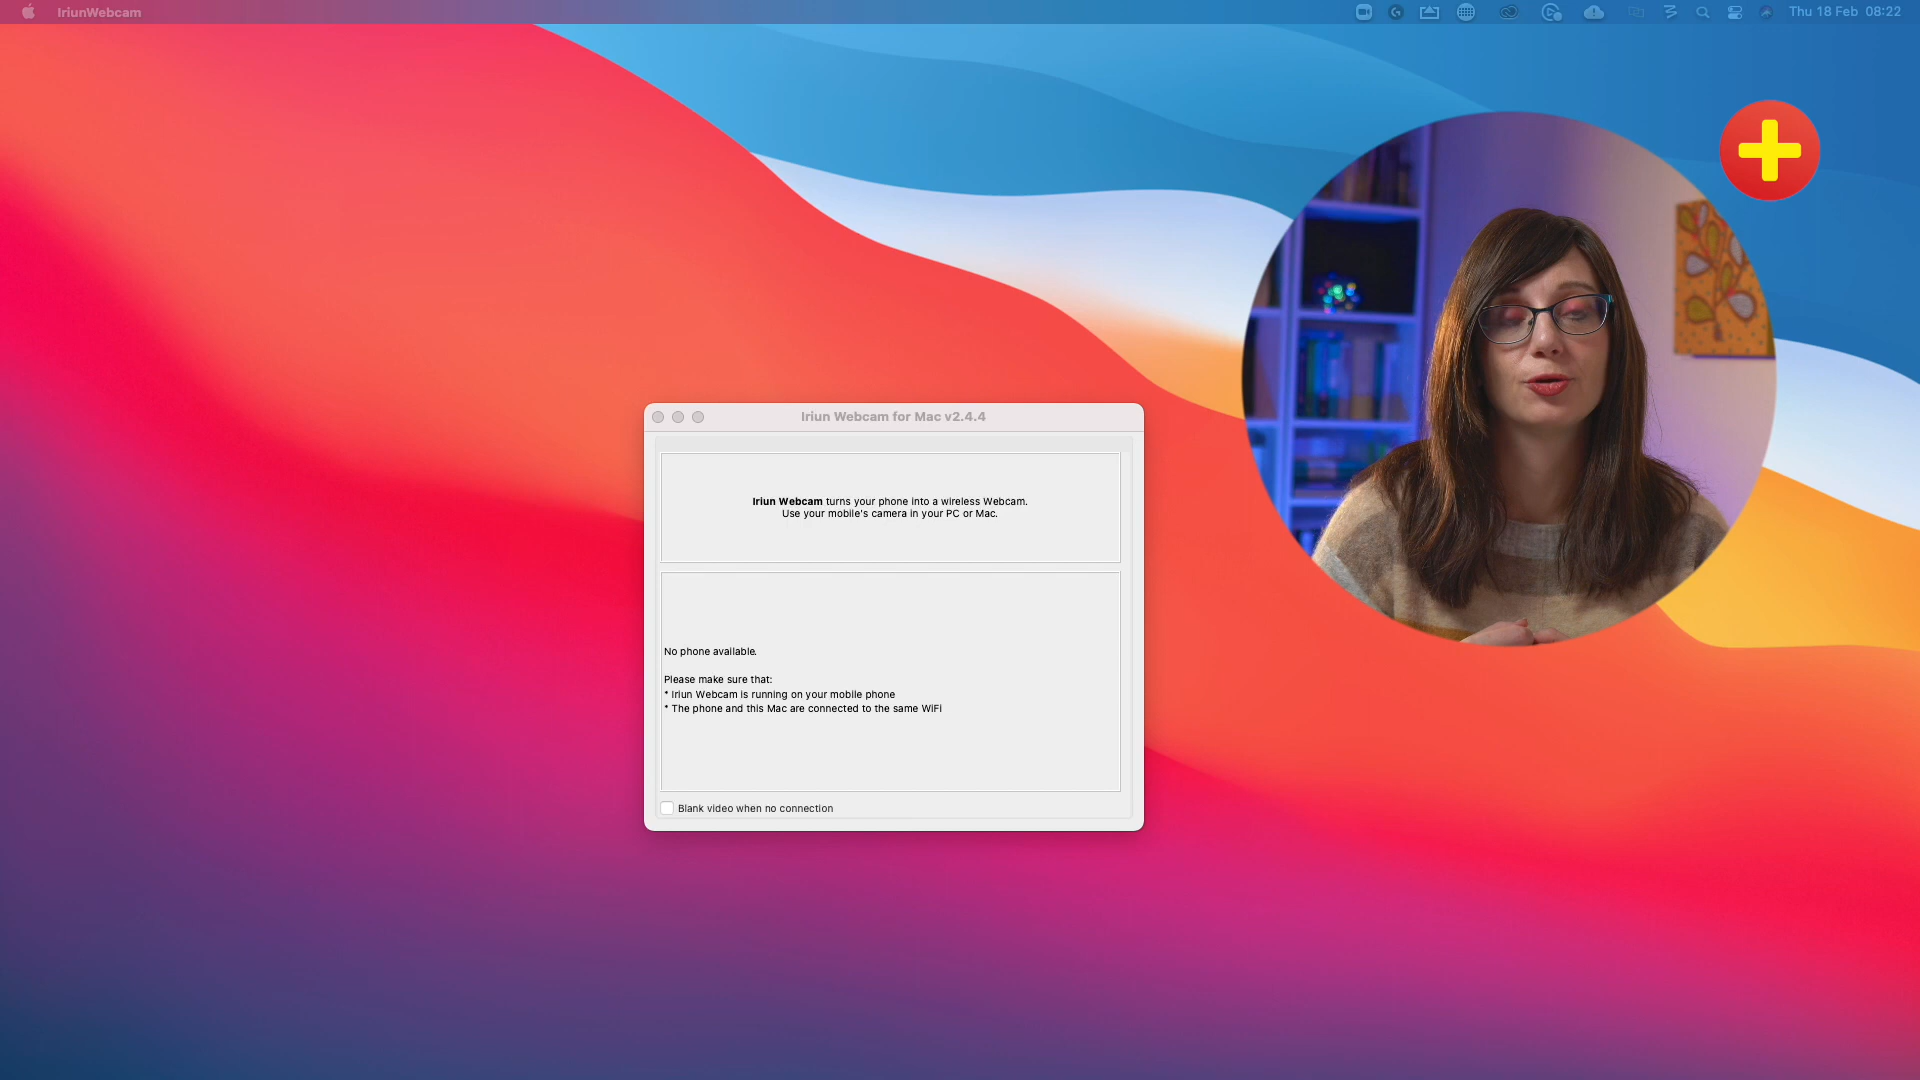 IriunWebcam
Thu 18 Feb 08:22
Iriun Webcam for Mac v2.4.4
Iriun Webcam turns your phone into a wireless Webcam.
Use your mobile's camera in your PC or Mac.
No phone available.
Please make sure that:
* Iriun Webcam is running on your mobile phone
* The phone and this Mac are connected to the same WiFi
Blank video when no connection